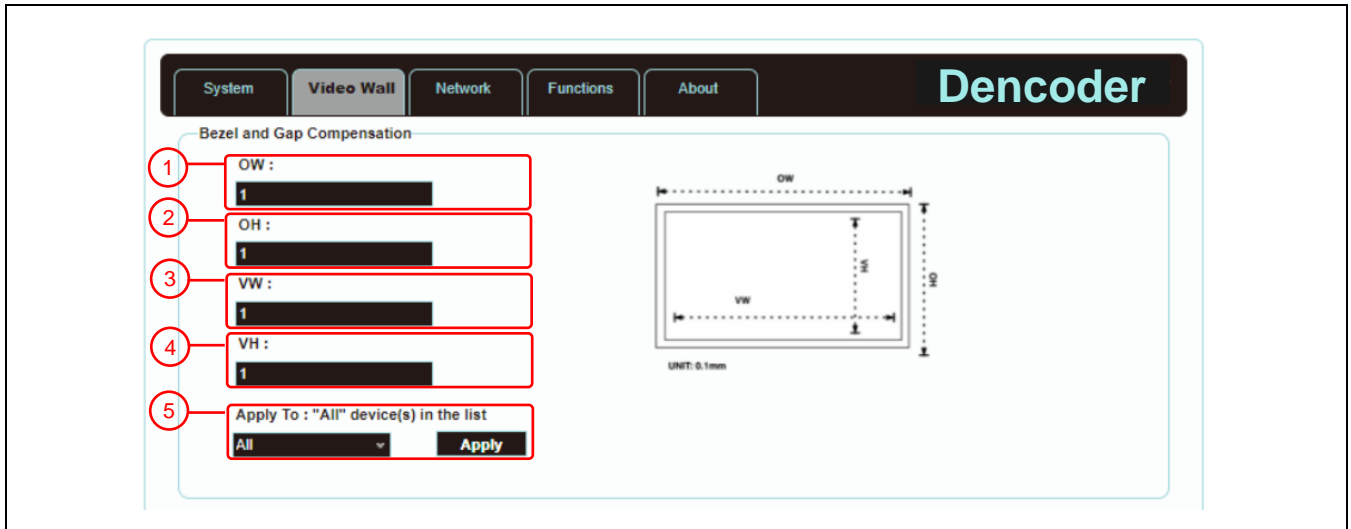 System Video Wall Network Functions About Dencoder
Bezel and Gap Compensation
1 OW :
1
2 OH :
1
3 VW :
1
4 VH :
1
5 Apply To : "All" device(s) in the list
All Apply
OW
VH
OH
VW
UNIT: 0.1mm